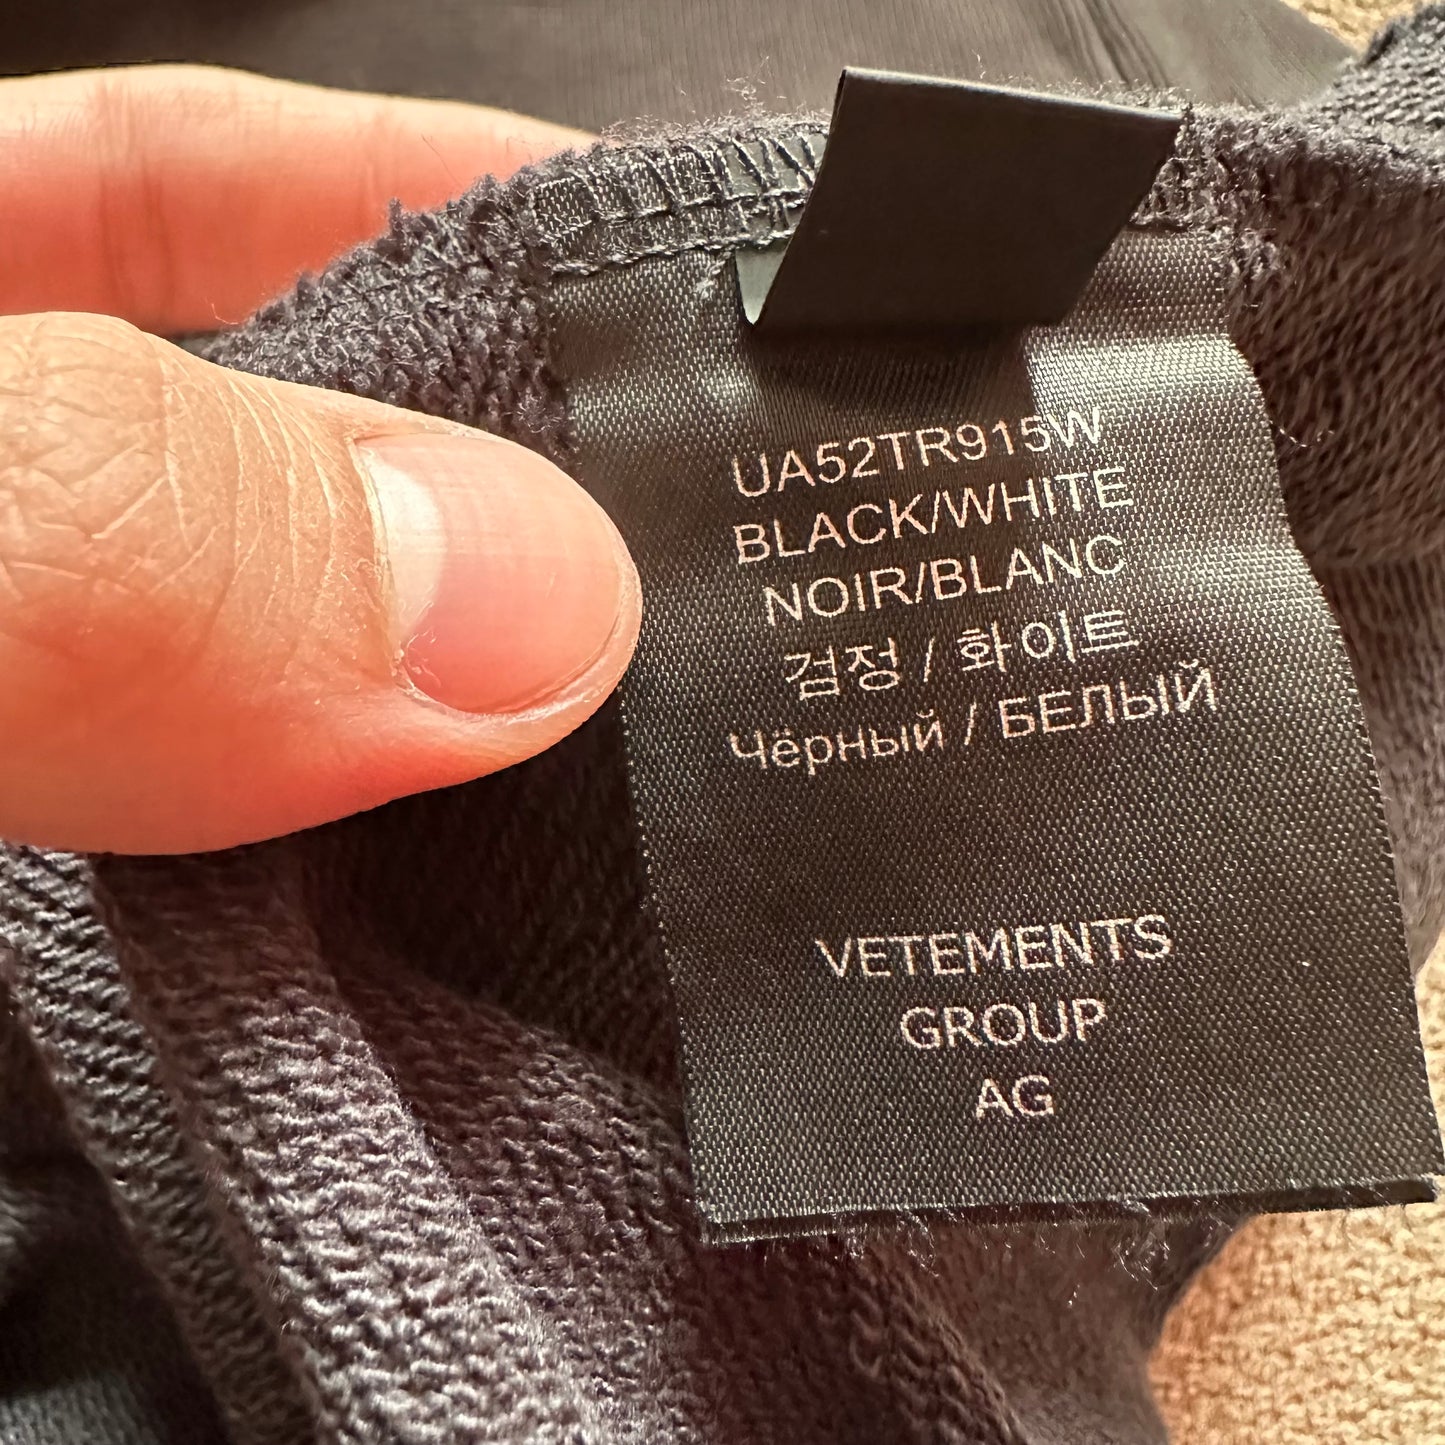 UA52TR915W
BLACK/WHITE
NOIR/BLANC
검정 / 화이트
Чёрный / БЕЛЫЙ
VETEMENTS
GROUP
AG